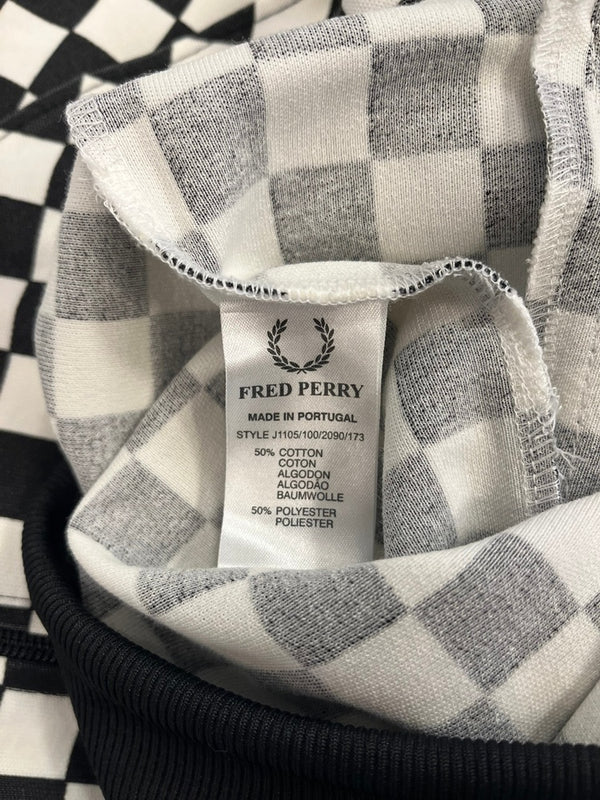 FRED PERRY
MADE IN PORTUGAL
STYLE J1105/100/2090/173
50% COTTON
COTON
ALGODON
ALGODÃO
BAUMWOLLE
50% POLYESTER
POLIESTER